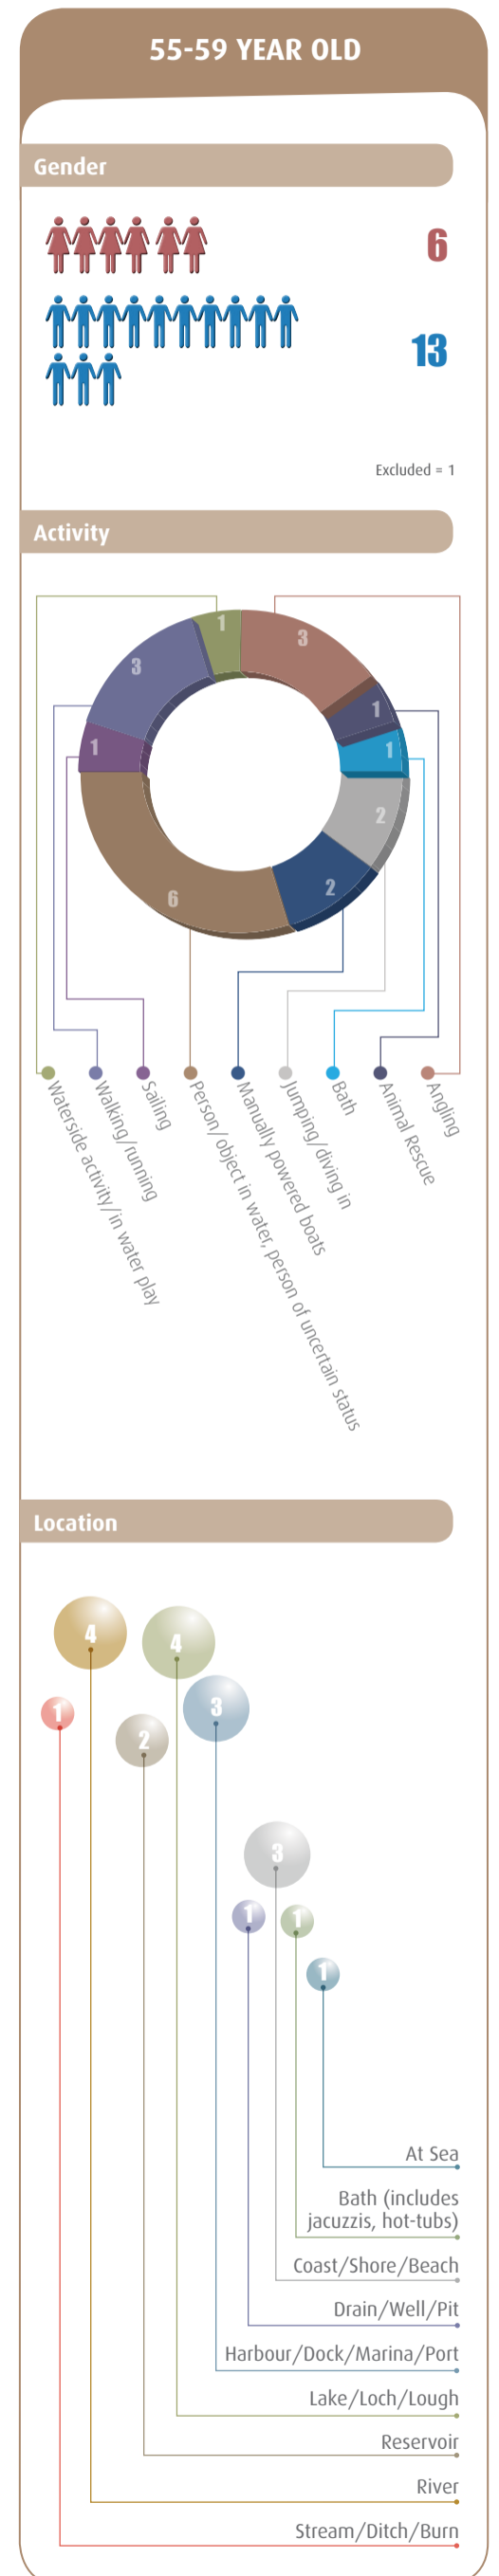 55-59 YEAR OLD
Gender
6
13
Excluded = 1
Activity
1
3
3
1
1
1
2
2
6
Waterside activity/in water play
Walking/running
Sailing
Person/object in water, person of uncertain status
Manually powered boats
Jumping/diving in
Bath
Animal Rescue
Angling
Location
4
4
1
3
2
3
1
1
1
At Sea
Bath (includes
jacuzzis, hot-tubs)
Coast/Shore/Beach
Drain/Well/Pit
Harbour/Dock/Marina/Port
Lake/Loch/Lough
Reservoir
River
Stream/Ditch/Burn